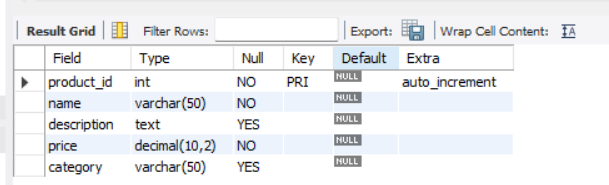 Result Grid Filter Rows: Export: Wrap Cell Content: IA
Field Type Null Key Default Extra
product_id int NO PRI NULL auto_increment
name varchar(50) NO NULL
description text YES NULL
price decimal(10,2) NO NULL
category varchar(50) YES NULL